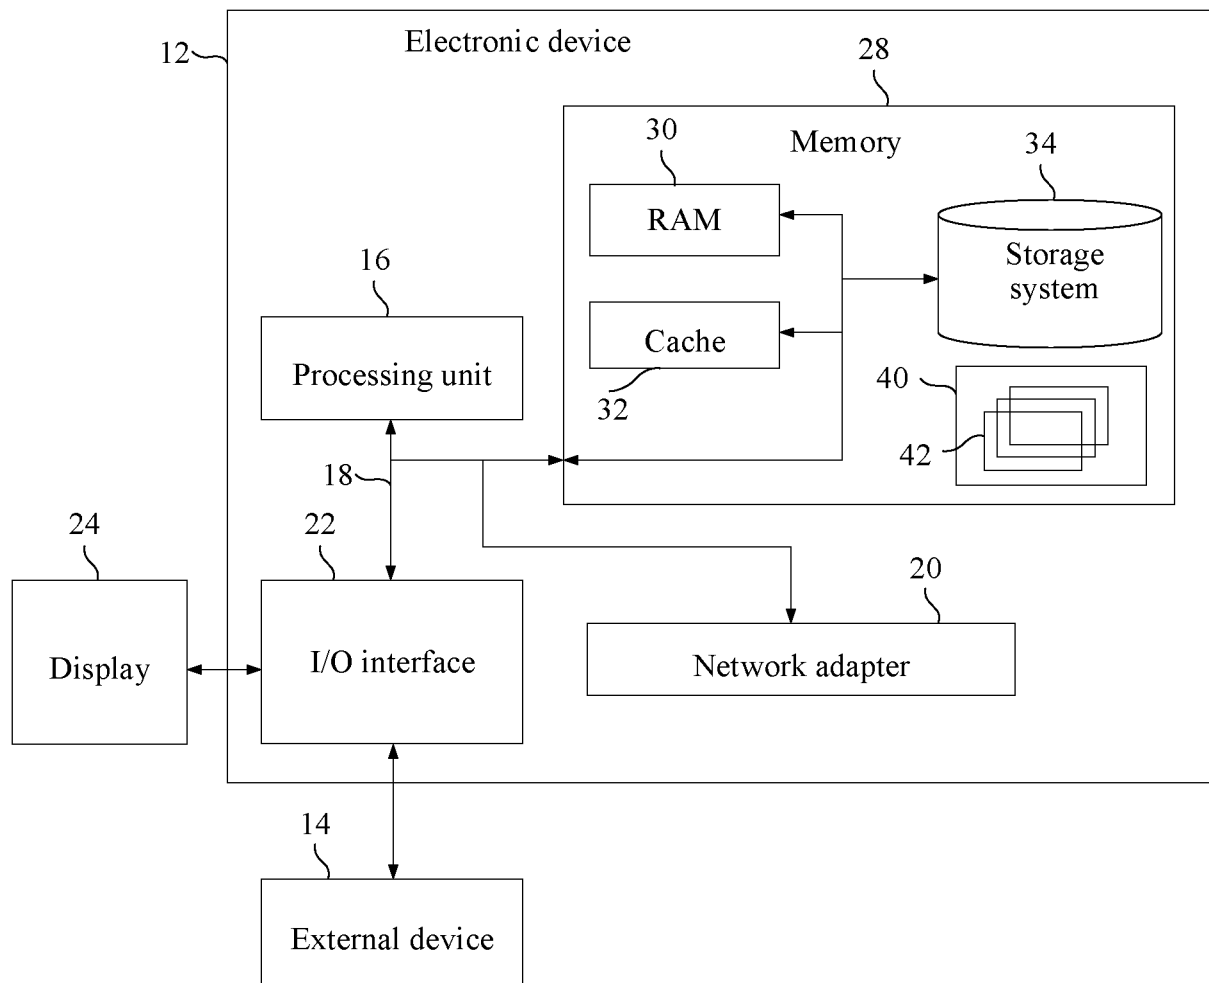 Electronic device
12
28
Memory
30
34
RAM
Storage
system
16
Cache
Processing unit
32
40
42
18
24
22
20
Display
I/O interface
Network adapter
14
External device